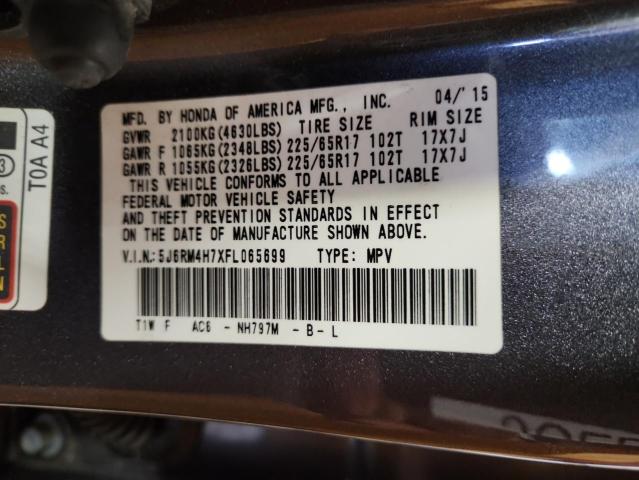 MFD. BY HONDA OF AMERICA MFG., INC. 04/'15
GVWR 2100KG(4630LBS) TIRE SIZE RIM SIZE
GAWR F 1065KG(2348LBS) 225/65R17 102T 17X7J
GAWR R 1055KG(2326LBS) 225/65R17 102T 17X7J
THIS VEHICLE CONFORMS TO ALL APPLICABLE
FEDERAL MOTOR VEHICLE SAFETY
AND THEFT PREVENTION STANDARDS IN EFFECT
ON THE DATE OF MANUFACTURE SHOWN ABOVE.
V.I.N.:5J6RM4H7XFL065699 TYPE: MPV
T1W F AC6 - NH797M - B - L
T0A A4